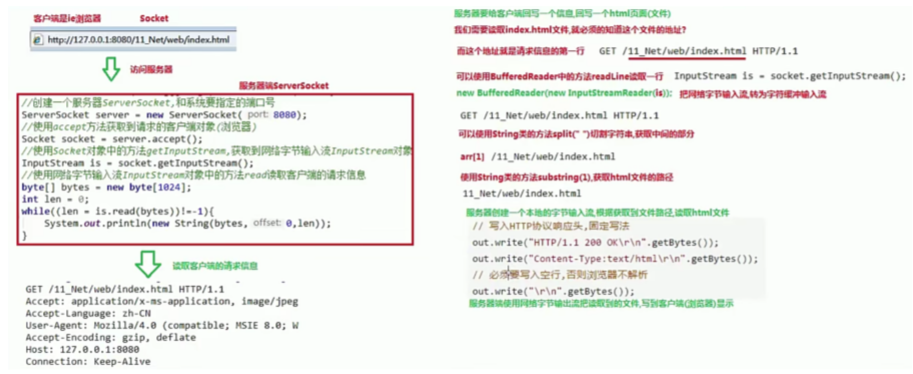 客户端是ie浏览器 Socket
http://127.0.0.1:8080/11_Net/web/index.html
访问服务器
服务器端ServerSocket
//创建一个服务器ServerSocket,和系统要指定的端口号
ServerSocket server = new ServerSocket( port: 8080);
//使用accept方法获取到请求的客户端对象(浏览器)
Socket socket = server.accept();
//使用Socket对象中的方法getInputStream,获取到网络字节输入流InputStream对象
InputStream is = socket.getInputStream();
//使用网络字节输入流InputStream对象中的方法read读取客户端的请求信息
byte[] bytes = new byte[1024];
int len = 0;
while((len = is.read(bytes))!=-1){
System.out.println(new String(bytes, offset: 0,len));
}
读取客户端的请求信息
GET /11_Net/web/index.html HTTP/1.1
Accept: application/x-ms-application, image/jpeg
Accept-Language: zh-CN
User-Agent: Mozilla/4.0 (compatible; MSIE 8.0; W
Accept-Encoding: gzip, deflate
Host: 127.0.0.1:8080
Connection: Keep-Alive
服务器要给客户端回写一个信息,回写一个html页面(文件)
我们需要读取index.html文件,就必须的知道这个文件的地址?
而这个地址就是请求信息的第一行 GET /11_Net/web/index.html HTTP/1.1
可以使用BufferedReader中的方法readLine读取一行 InputStream is = socket.getInputStream();
new BufferedReader(new InputStreamReader(is)); 把网络字节输入流,转为字符缓冲输入流
GET /11_Net/web/index.html HTTP/1.1
可以使用String类的方法split(" ")切割字符串,获取中间的部分
arr[1] /11_Net/web/index.html
使用String类的方法substring(1),获取html文件的路径
11_Net/web/index.html
服务器创建一个本地的字节输入流,根据获取到文件路径,读取html文件
// 写入HTTP协议响应头,固定写法
out.write("HTTP/1.1 200 OK\r\n".getBytes());
out.write("Content-Type:text/html\r\n".getBytes());
// 必须要写入空行,否则浏览器不解析
out.write("\r\n".getBytes());
服务器端使用网络字节输出流把读取到的文件,写到客户端(浏览器)显示